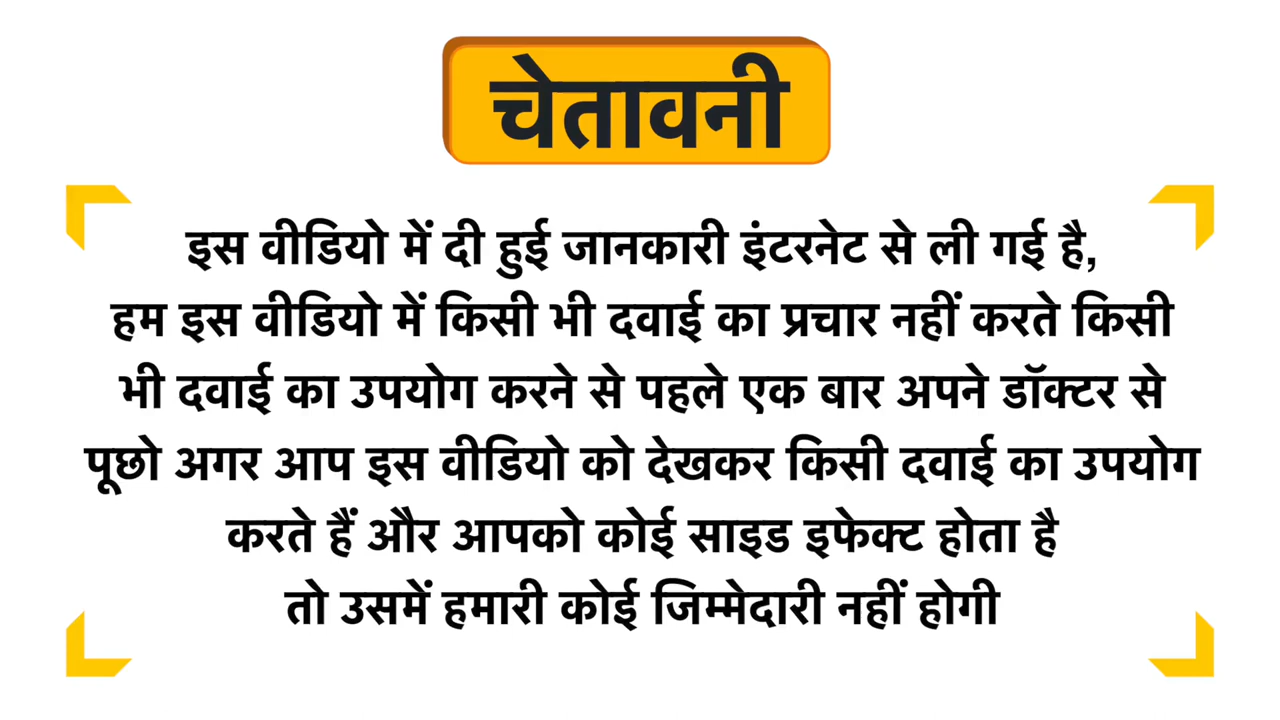 चेतावनी
इस वीडियो में दी हुई जानकारी इंटरनेट से ली गई है,
हम इस वीडियो में किसी भी दवाई का प्रचार नहीं करते किसी
भी दवाई का उपयोग करने से पहले एक बार अपने डॉक्टर से
पूछो अगर आप इस वीडियो को देखकर किसी दवाई का उपयोग
करते हैं और आपको कोई साइड इफेक्ट होता है
तो उसमें हमारी कोई जिम्मेदारी नहीं होगी